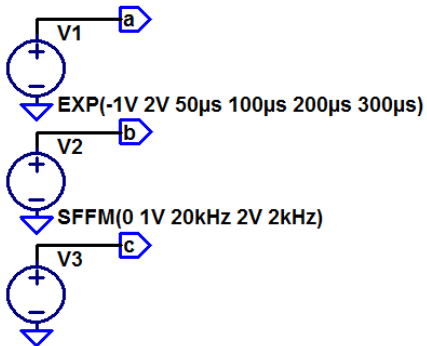 a
V1
EXP(-1V 2V 50µs 100µs 200µs 300µs)
b
V2
SFFM(0 1V 20kHz 2V 2kHz)
c
V3